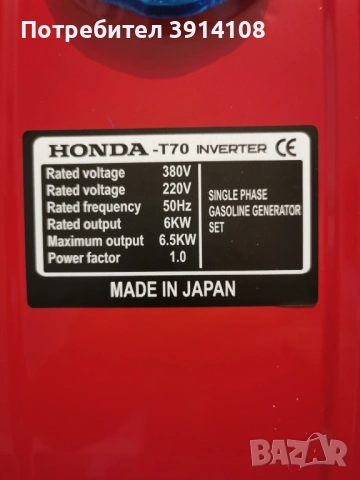 Потребител 3914108
HONDA -T70 INVERTER CE
Rated voltage 380V
Rated voltage 220V
Rated frequency 50Hz
Rated output 6KW
Maximum output 6.5KW
Power factor 1.0
SINGLE PHASE
GASOLINE GENERATOR
SET
MADE IN JAPAN
BAZAR